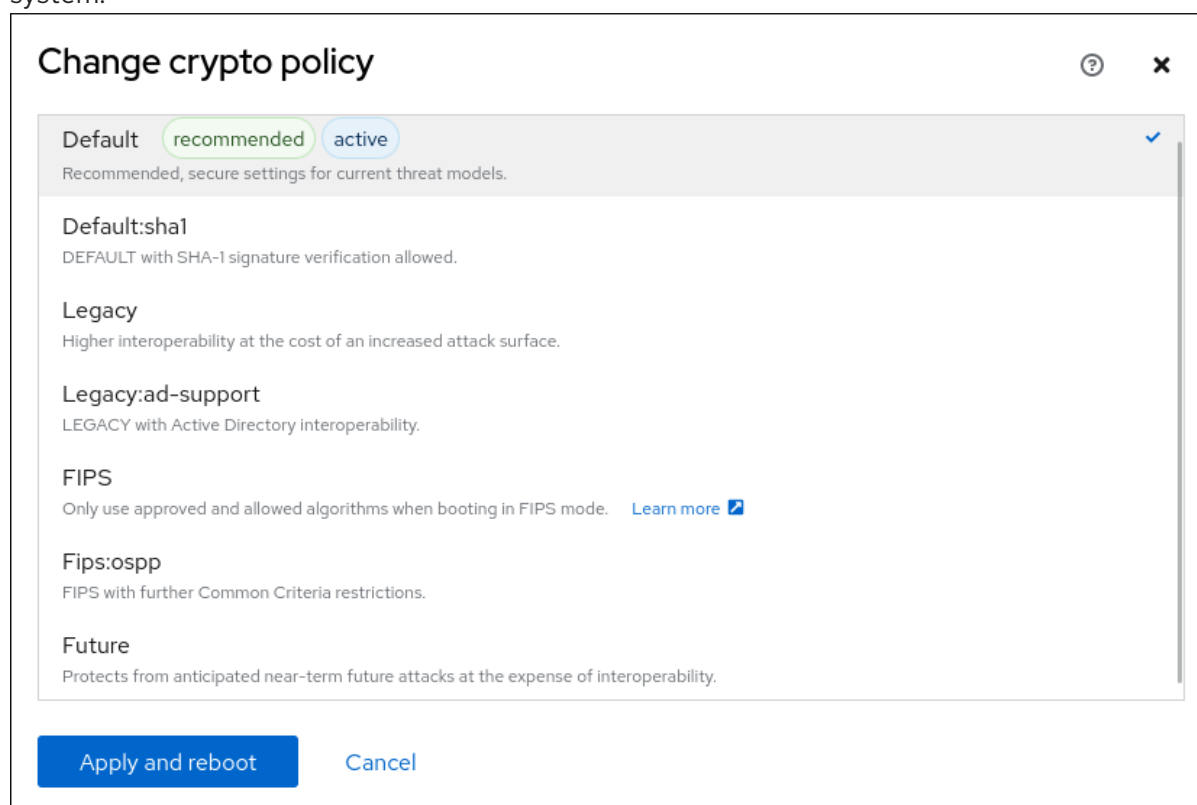 system.
Change crypto policy
Default recommended active
Recommended, secure settings for current threat models.
Default:sha1
DEFAULT with SHA-1 signature verification allowed.
Legacy
Higher interoperability at the cost of an increased attack surface.
Legacy:ad-support
LEGACY with Active Directory interoperability.
FIPS
Only use approved and allowed algorithms when booting in FIPS mode. Learn more
Fips:ospp
FIPS with further Common Criteria restrictions.
Future
Protects from anticipated near-term future attacks at the expense of interoperability.
Apply and reboot Cancel